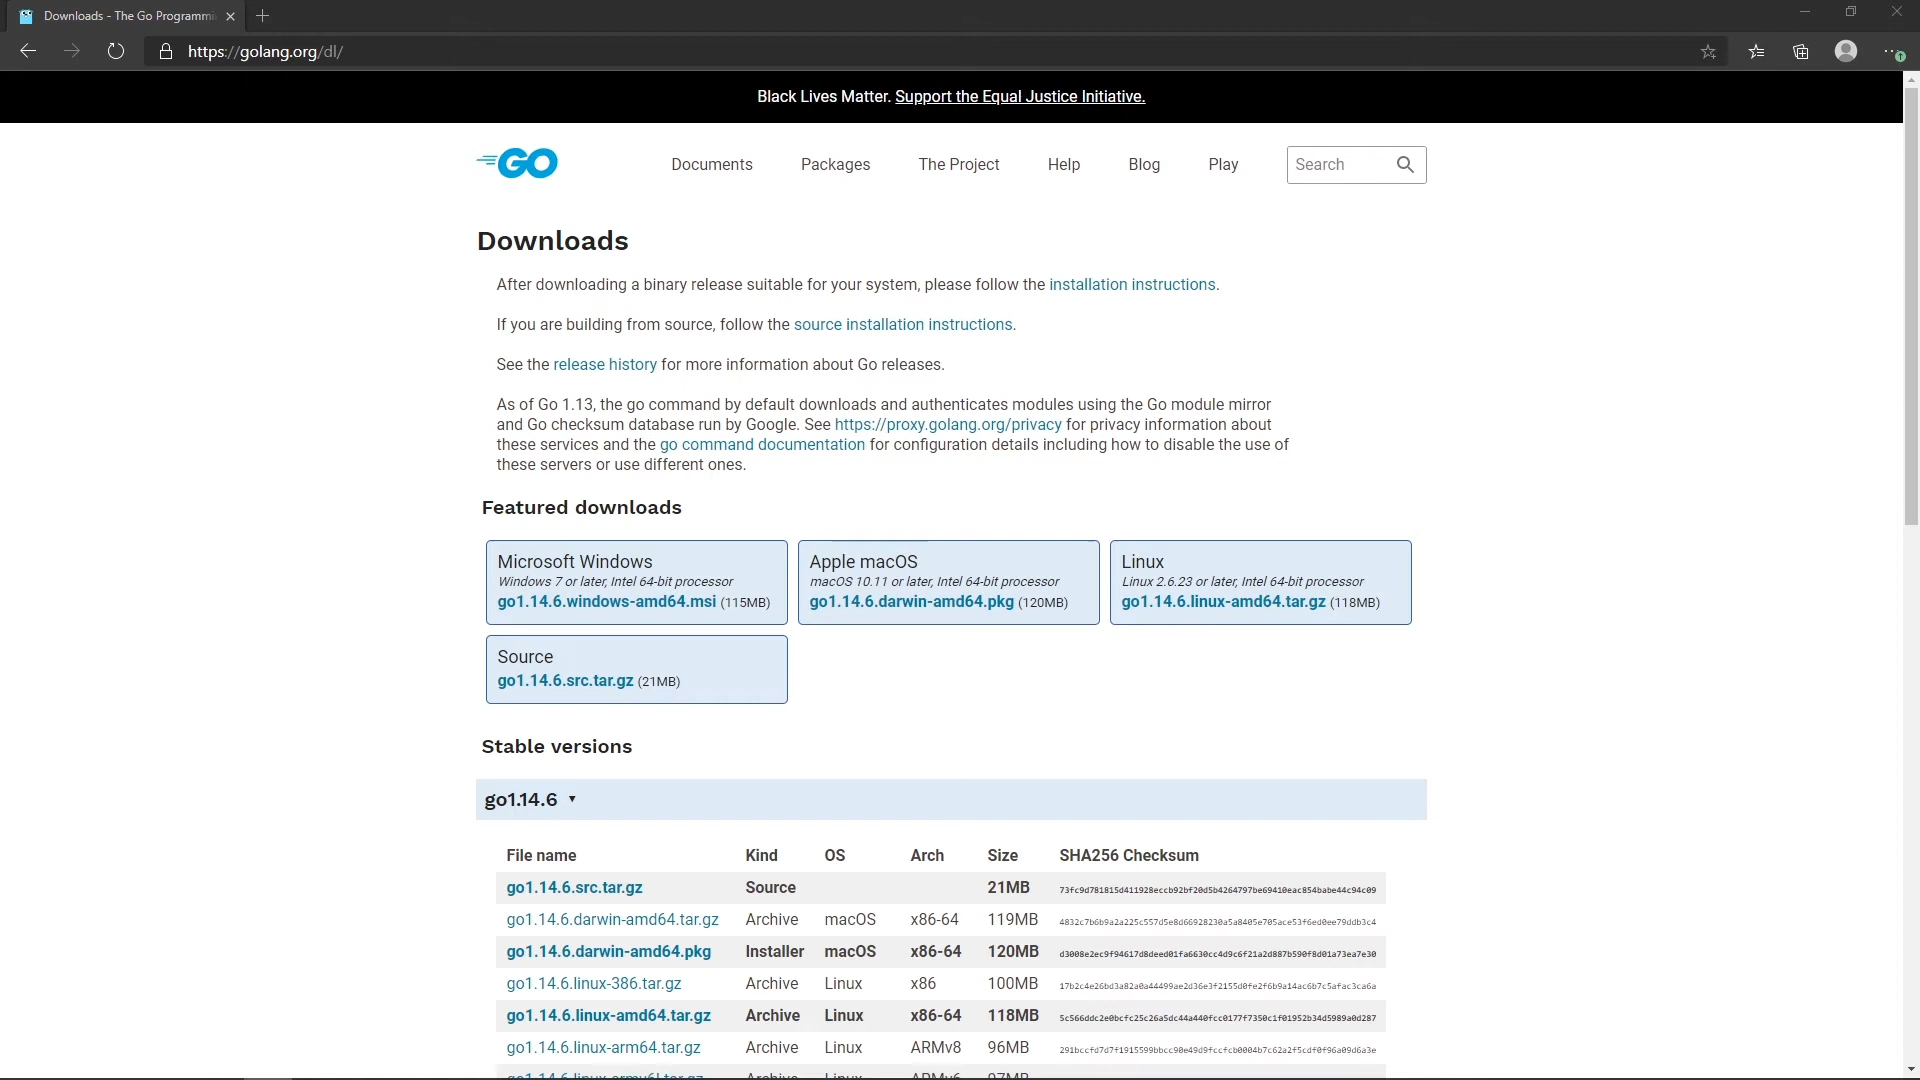 Downloads - The Go Programmi
https://golang.org/dl/
Black Lives Matter. Support the Equal Justice Initiative.
GO
Documents Packages The Project Help Blog Play Search
Downloads
After downloading a binary release suitable for your system, please follow the installation instructions.
If you are building from source, follow the source installation instructions.
See the release history for more information about Go releases.
As of Go 1.13, the go command by default downloads and authenticates modules using the Go module mirror
and Go checksum database run by Google. See https://proxy.golang.org/privacy for privacy information about
these services and the go command documentation for configuration details including how to disable the use of
these servers or use different ones.
Featured downloads
Microsoft Windows
Windows 7 or later, Intel 64-bit processor
go1.14.6.windows-amd64.msi (115MB)
Apple macOS
macOS 10.11 or later, Intel 64-bit processor
go1.14.6.darwin-amd64.pkg (120MB)
Linux
Linux 2.6.23 or later, Intel 64-bit processor
go1.14.6.linux-amd64.tar.gz (118MB)
Source
go1.14.6.src.tar.gz (21MB)
Stable versions
go1.14.6 ▾
File name Kind OS Arch Size SHA256 Checksum
go1.14.6.src.tar.gz Source 21MB
go1.14.6.darwin-amd64.tar.gz Archive macOS x86-64 119MB
go1.14.6.darwin-amd64.pkg Installer macOS x86-64 120MB
go1.14.6.linux-386.tar.gz Archive Linux x86 100MB
go1.14.6.linux-amd64.tar.gz Archive Linux x86-64 118MB
go1.14.6.linux-arm64.tar.gz Archive Linux ARMv8 96MB